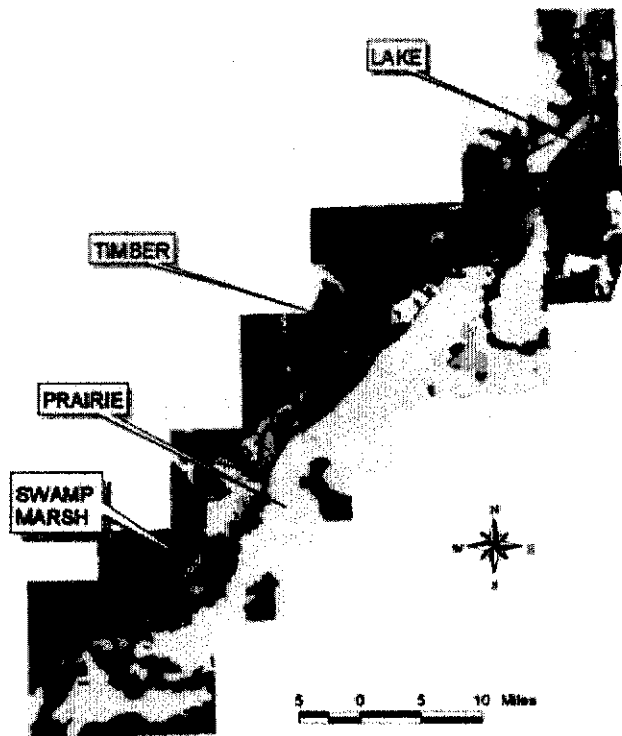 LAKE
TIMBER
PRAIRIE
SWAMP
MARSH
N
W E
S
5 0 5 10 Miles